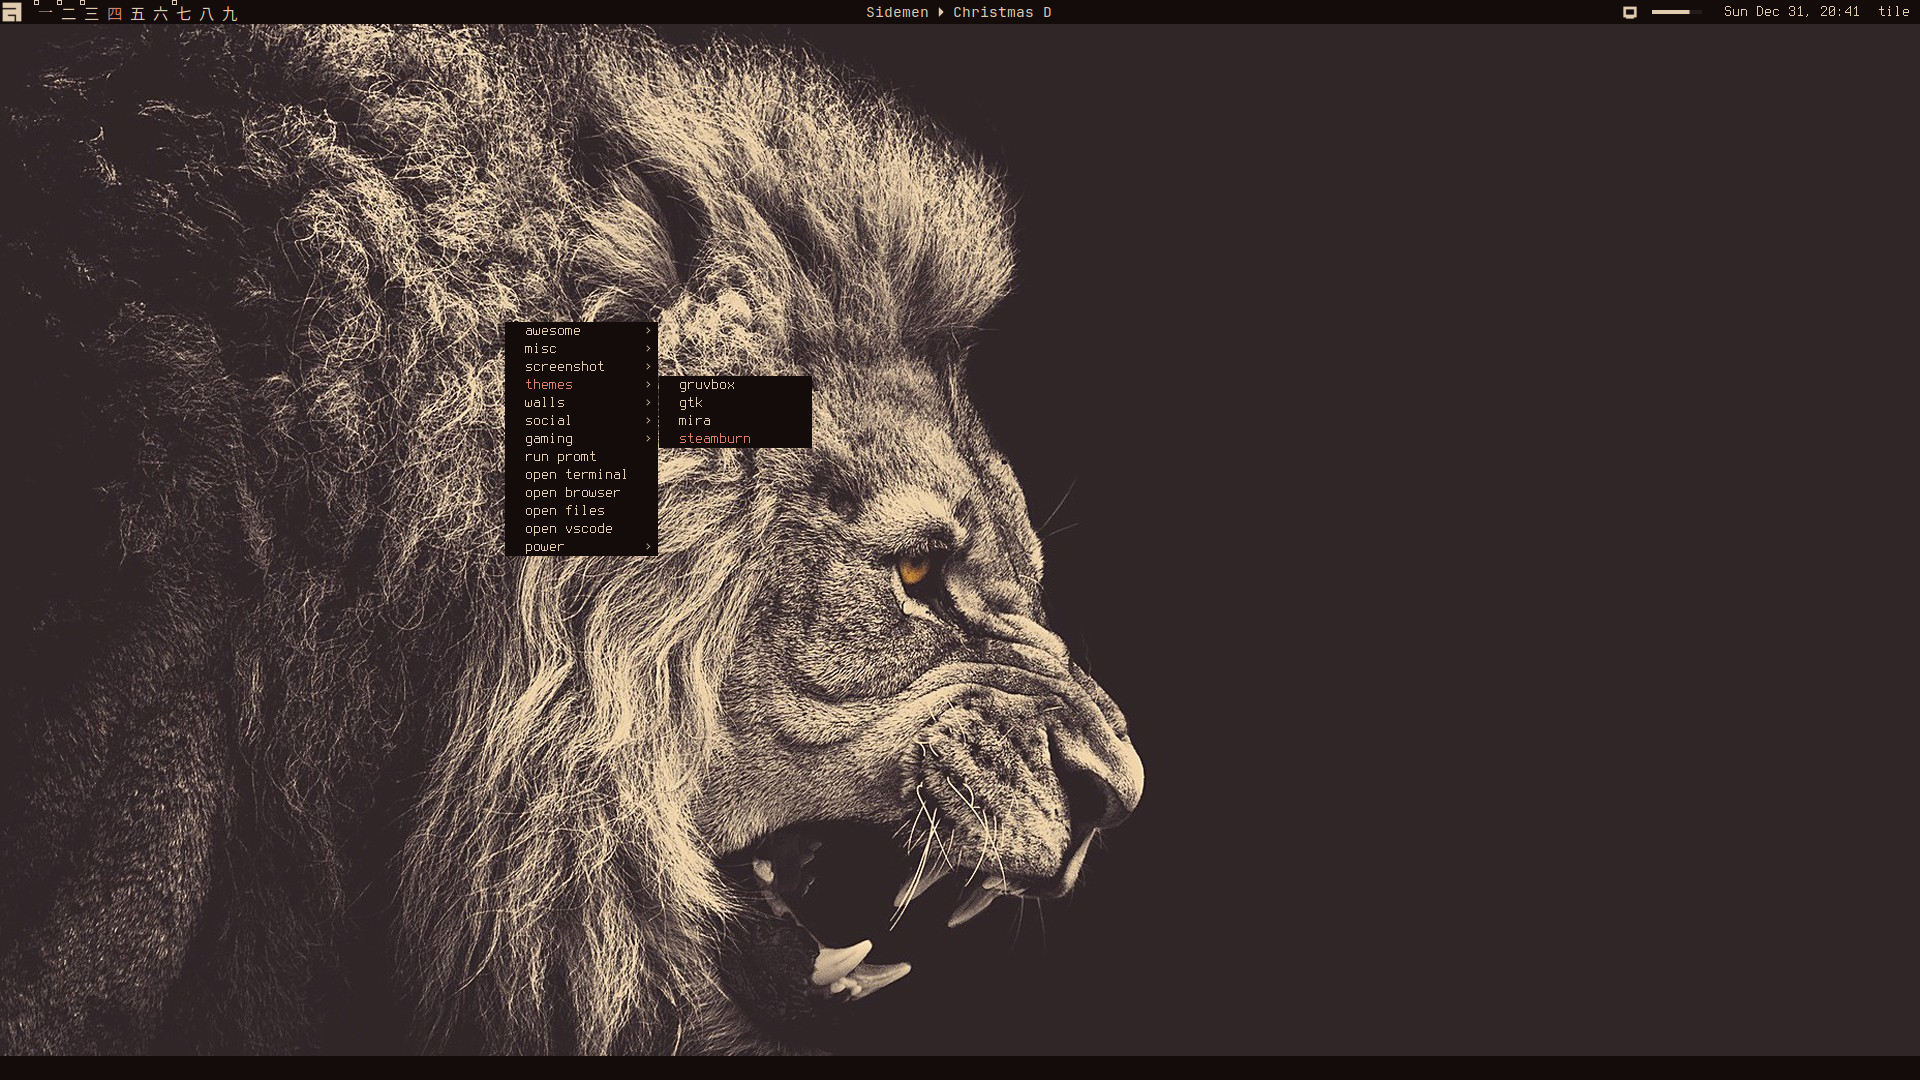 一 二 三 四 五 六 七 八 九
Sidemen Christmas D
Sun Dec 31, 20:41 tile
awesome
misc
screenshot
themes
walls
social
gaming
run promt
open terminal
open browser
open files
open vscode
power
gruvbox
gtk
mira
steamburn